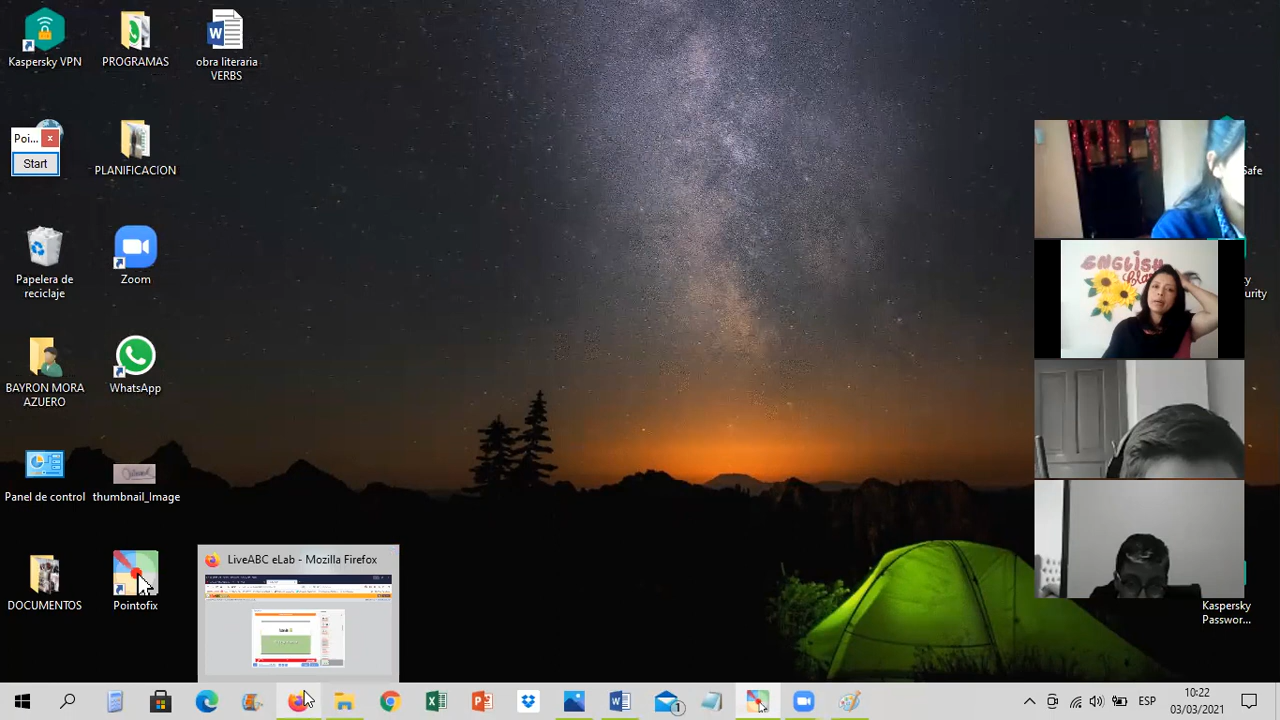 Kaspersky VPN
PROGRAMAS
obra literaria
VERBS
Poi...
x
Start
PLANIFICACION
Papelera de
reciclaje
Zoom
BAYRON MORA
AZUERO
WhatsApp
Panel de control
thumbnail_Image
DOCUMENTOS
Pointofix
LiveABC eLab - Mozilla Firefox
ENGLISH
Safe
urity
Kaspersky
Passwor...
1
ESP
10:22
03/03/2021